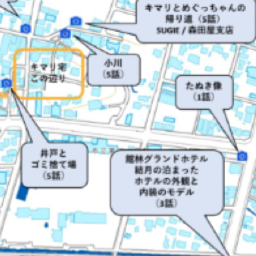 キマリとめぐっちゃんの
帰り道（5話）
SUGIE / 森田屋支店
小川
（5話）
キマリ宅
この辺り
たぬき像
（1話）
井戸と
ゴミ捨て場
（5話）
館林グランドホテル
結月の泊まった
ホテルの外観と
内装のモデル
（3話）